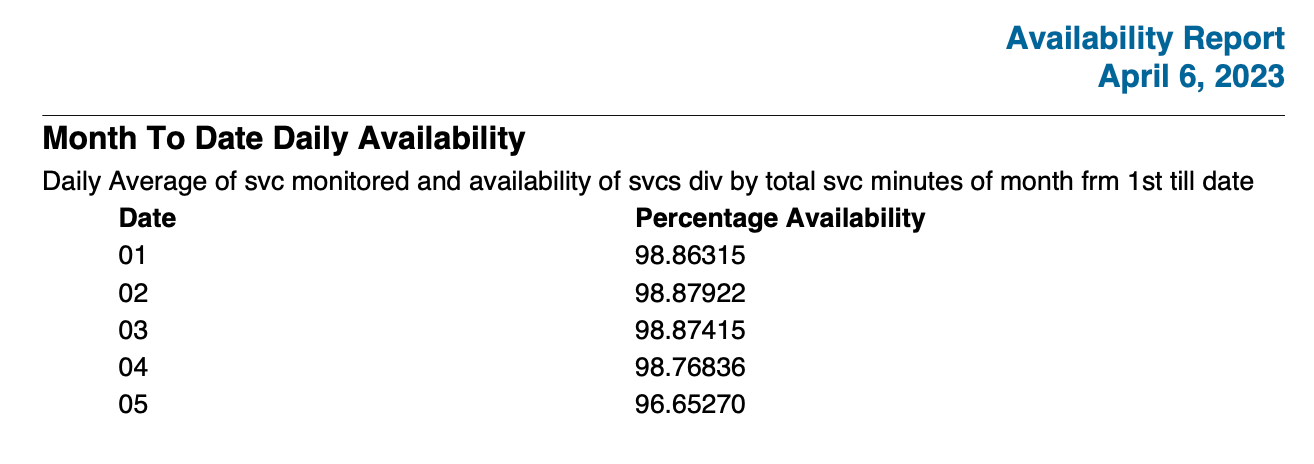 Availability Report
April 6, 2023
Month To Date Daily Availability
Daily Average of svc monitored and availability of svcs div by total svc minutes of month frm 1st till date
Date Percentage Availability
01 98.86315
02 98.87922
03 98.87415
04 98.76836
05 96.65270